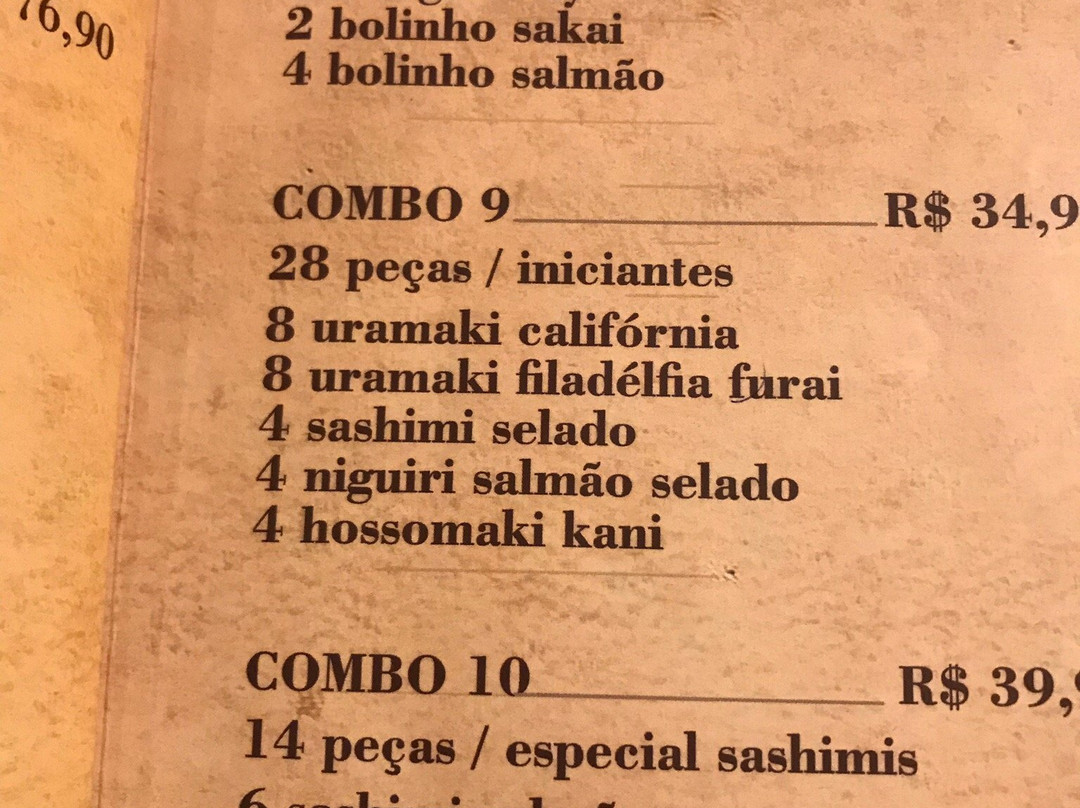 76,90
2 bolinho sakai
4 bolinho salmão
COMBO 9 R$ 34,9
28 peças / iniciantes
8 uramaki califórnia
8 uramaki filadélfia furai
4 sashimi selado
4 niguiri salmão selado
4 hossomaki kani
COMBO 10 R$ 39,9
14 peças / especial sashimis